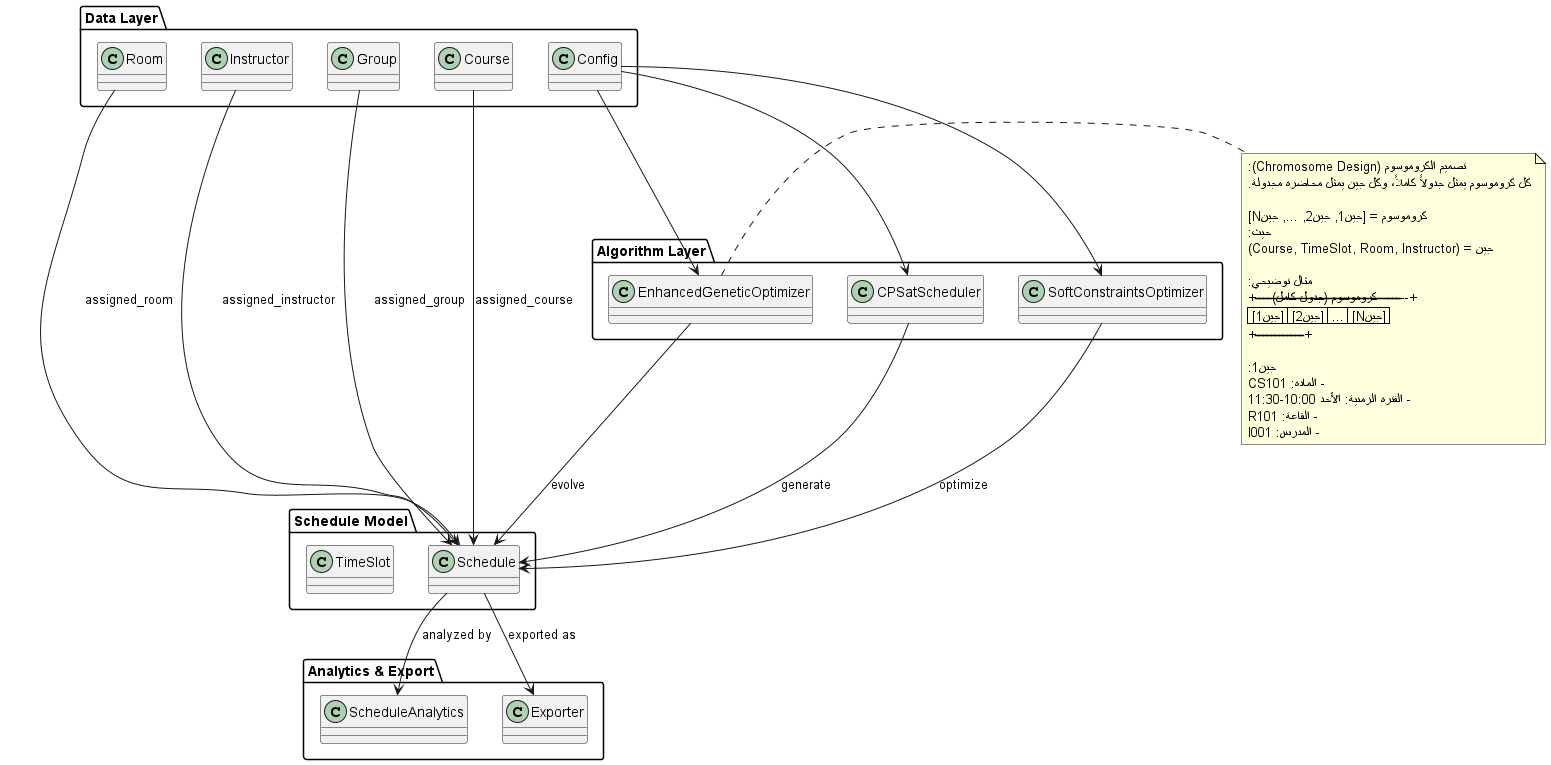 Data Layer
Room
Instructor
Group
Course
Config
تصميم الكروموسوم (Chromosome Design):
كل كروموسوم يمثل جدولاً كاملاً، وكل جين يمثل محاضرة مجدولة.
كروموسوم = [جين1, جين2, ..., جينN]
حيث:
جين = (Course, TimeSlot, Room, Instructor)
مثال توضيحي:
+-----كروموسوم (جدول كامل)--------+
[جين1] [جين2] ... [جينN]
+-------------+
جين1:
- المادة: CS101
- الفترة الزمنية: الأحد 10:00-11:30
- القاعة: R101
- المدرس: I001
Algorithm Layer
EnhancedGeneticOptimizer
CPSatScheduler
SoftConstraintsOptimizer
assigned_room
assigned_instructor
assigned_group
assigned_course
evolve
generate
optimize
Schedule Model
TimeSlot
Schedule
analyzed by
exported as
Analytics & Export
ScheduleAnalytics
Exporter